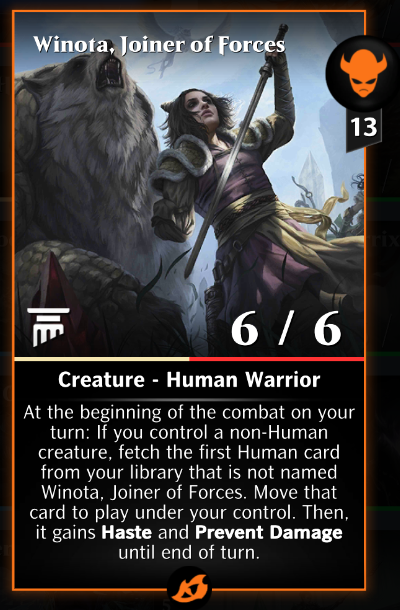 Winota, Joiner of Forces
13
6 / 6
Creature - Human Warrior
At the beginning of the combat on your
turn: If you control a non-Human
creature, fetch the first Human card
from your library that is not named
Winota, Joiner of Forces. Move that
card to play under your control. Then,
it gains Haste and Prevent Damage
until end of turn.